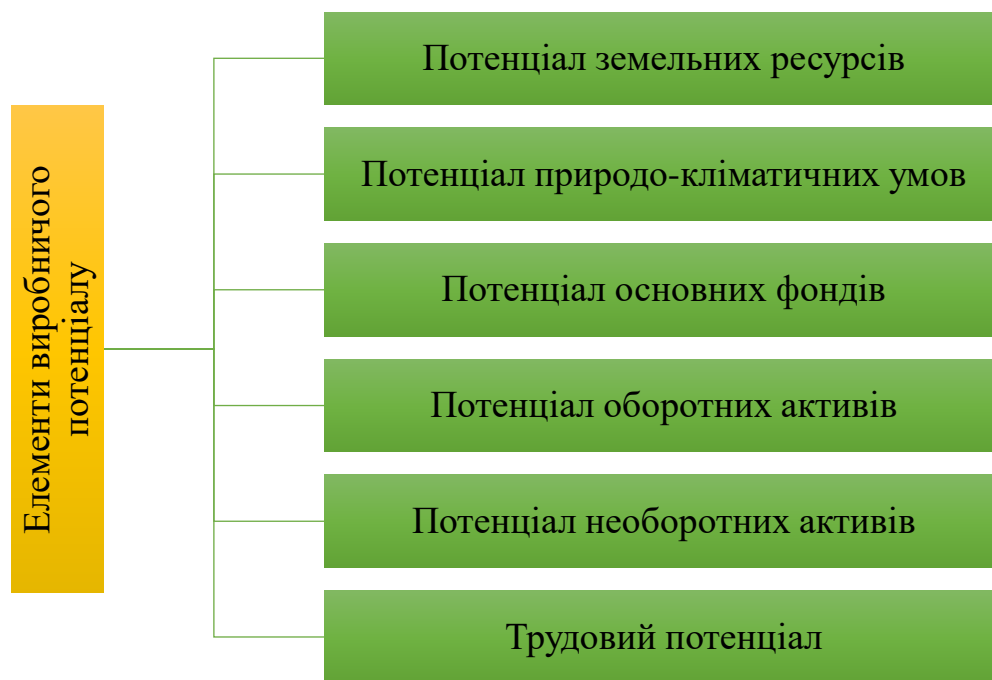 Елементи виробничого
потенціалу
Потенціал земельних ресурсів
Потенціал природо-кліматичних умов
Потенціал основних фондів
Потенціал оборотних активів
Потенціал необоротних активів
Трудовий потенціал